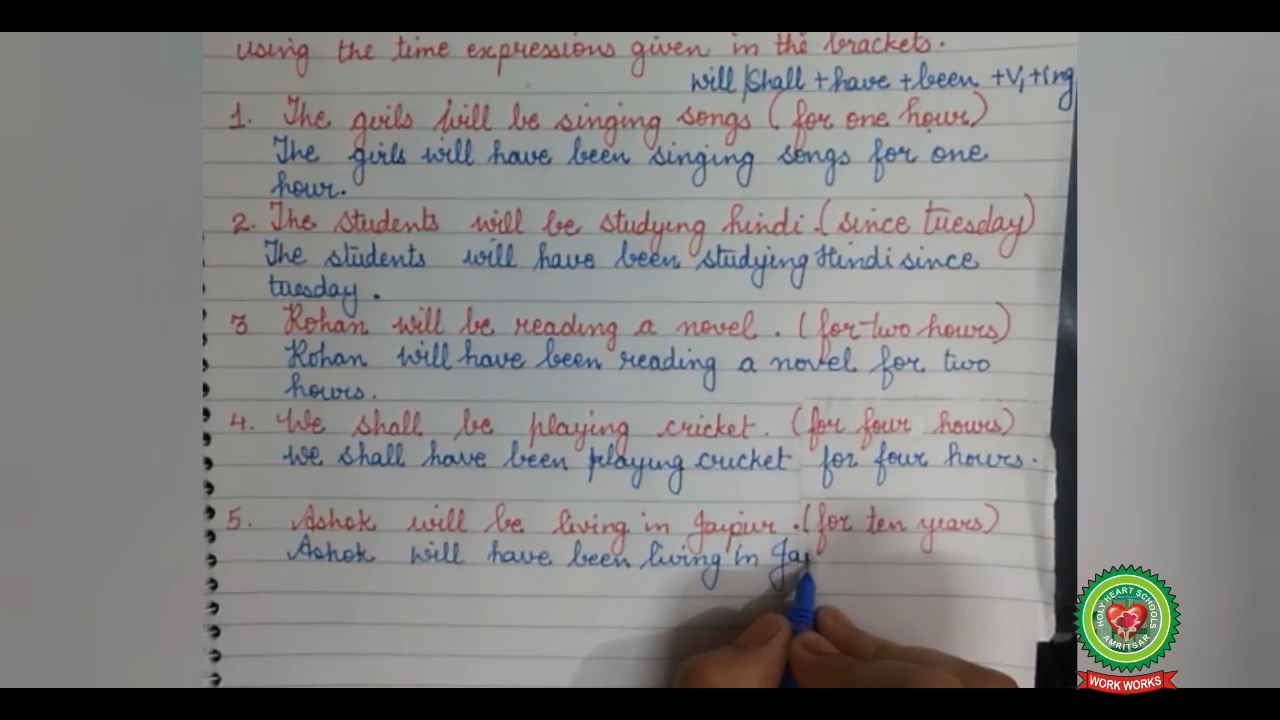 using the time expressions given in the brackets.
will/Shall + have + been + V₁ + ing
1. The girls will be singing songs (for one hour)
The girls will have been singing songs for one
hour.
2. The students will be studying hindi. (since tuesday)
The students will have been studying Hindi since
tuesday.
3 Rohan will be reading a novel. (for two hours)
Rohan will have been reading a novel for two
hours.
4. We shall be playing cricket. (for four hours)
we shall have been playing cricket for four hours.
5. Ashok will be living in Jaipur. (for ten years)
Ashok will have been living in Jai
HOLY HEART SCHOOLS
AMRITSAR
WORK WORKS